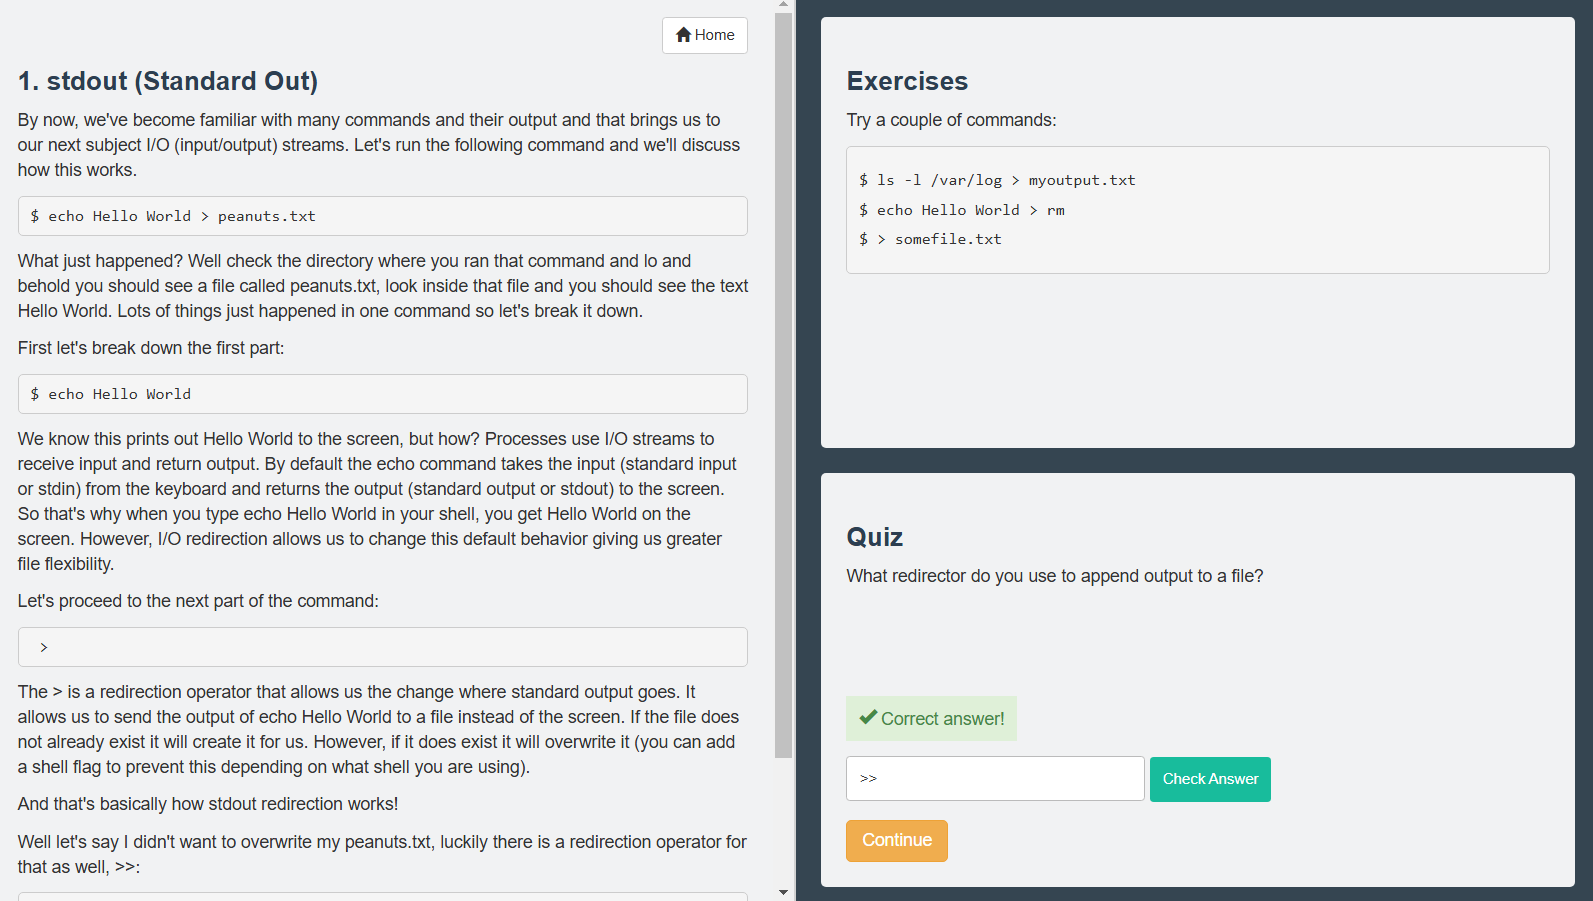 Home
1. stdout (Standard Out)
By now, we've become familiar with many commands and their output and that brings us to
our next subject I/O (input/output) streams. Let's run the following command and we'll discuss
how this works.
$ echo Hello World > peanuts.txt
What just happened? Well check the directory where you ran that command and lo and
behold you should see a file called peanuts.txt, look inside that file and you should see the text
Hello World. Lots of things just happened in one command so let's break it down.
First let's break down the first part:
$ echo Hello World
We know this prints out Hello World to the screen, but how? Processes use I/O streams to
receive input and return output. By default the echo command takes the input (standard input
or stdin) from the keyboard and returns the output (standard output or stdout) to the screen.
So that's why when you type echo Hello World in your shell, you get Hello World on the
screen. However, I/O redirection allows us to change this default behavior giving us greater
file flexibility.
Let's proceed to the next part of the command:
>
The > is a redirection operator that allows us the change where standard output goes. It
allows us to send the output of echo Hello World to a file instead of the screen. If the file does
not already exist it will create it for us. However, if it does exist it will overwrite it (you can add
a shell flag to prevent this depending on what shell you are using).
And that's basically how stdout redirection works!
Well let's say I didn't want to overwrite my peanuts.txt, luckily there is a redirection operator for
that as well, >>:
Exercises
Try a couple of commands:
$ ls -l /var/log > myoutput.txt
$ echo Hello World > rm
$ > somefile.txt
Quiz
What redirector do you use to append output to a file?
Correct answer!
>>
Check Answer
Continue